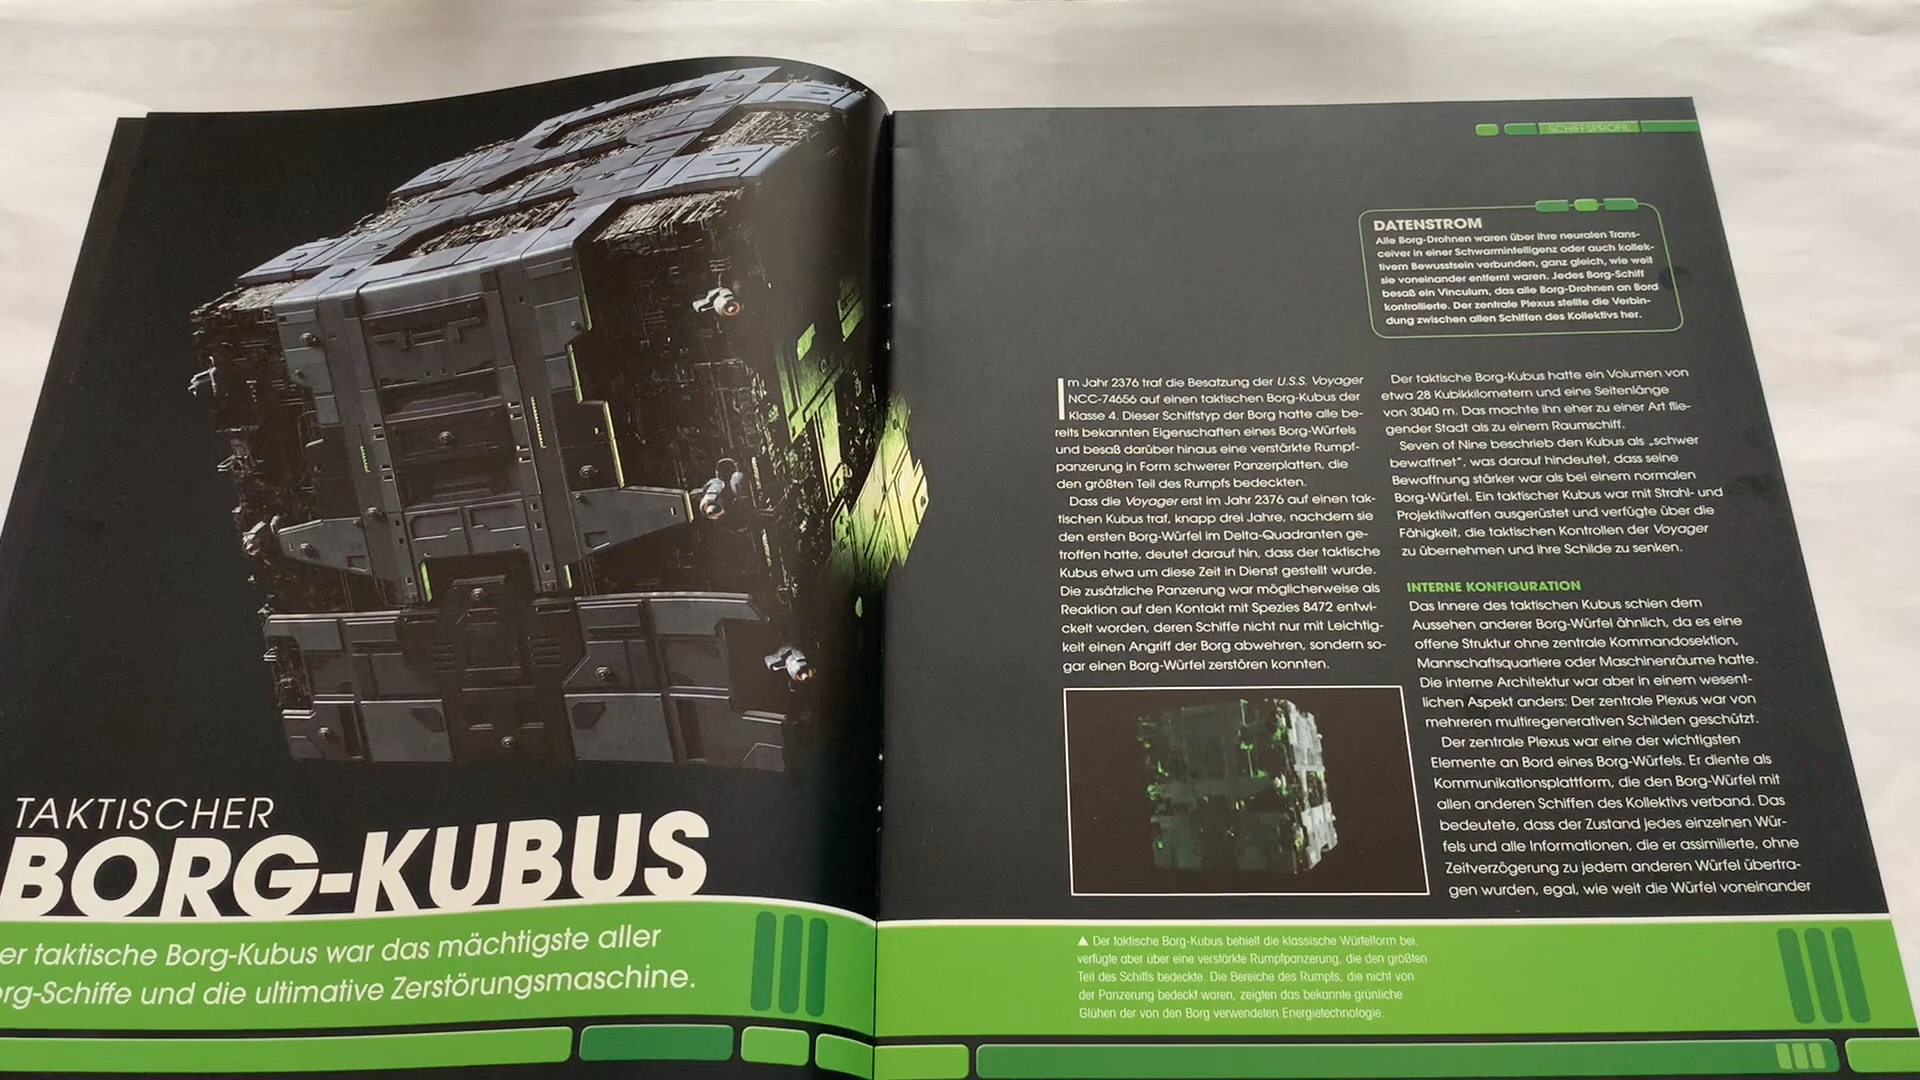 TAKTISCHER
BORG-KUBUS
er taktische Borg-Kubus war das mächtigste aller
org-Schiffe und die ultimative Zerstörungsmaschine.
SCHIFFSPROFIL
DATENSTROM
Alle Borg-Drohnen waren über ihre neuralen Trans-
ceiver in einer Schwarmintelligenz oder auch kollek-
tivem Bewusstsein verbunden, ganz gleich, wie weit
sie voneinander entfernt waren. Jedes Borg-Schiff
besaß ein Vinculum, das alle Borg-Drohnen an Bord
kontrollierte. Der zentrale Plexus stellte die Verbin-
dung zwischen allen Schiffen des Kollektivs her.
Im Jahr 2376 traf die Besatzung der U.S.S. Voyager
NCC-74656 auf einen taktischen Borg-Kubus der
Klasse 4. Dieser Schiffstyp der Borg hatte alle be-
reits bekannten Eigenschaften eines Borg-Würfels
und besaß darüber hinaus eine verstärkte Rumpf-
panzerung in Form schwerer Panzerplatten, die
den größten Teil des Rumpfs bedeckten.
Dass die Voyager erst im Jahr 2376 auf einen tak-
tischen Kubus traf, knapp drei Jahre, nachdem sie
den ersten Borg-Würfel im Delta-Quadranten ge-
troffen hatte, deutet darauf hin, dass der taktische
Kubus etwa um diese Zeit in Dienst gestellt wurde.
Die zusätzliche Panzerung war möglicherweise als
Reaktion auf den Kontakt mit Spezies 8472 entwi-
ckelt worden, deren Schiffe nicht nur mit Leichtig-
keit einen Angriff der Borg abwehren, sondern so-
gar einen Borg-Würfel zerstören konnten.
Der taktische Borg-Kubus hatte ein Volumen von
etwa 28 Kubikkilometern und eine Seitenlänge
von 3040 m. Das machte ihn eher zu einer Art flie-
gender Stadt als zu einem Raumschiff.
Seven of Nine beschrieb den Kubus als „schwer
bewaffnet“, was darauf hindeutet, dass seine
Bewaffnung stärker war als bei einem normalen
Borg-Würfel. Ein taktischer Kubus war mit Strahl- und
Projektilwaffen ausgerüstet und verfügte über die
Fähigkeit, die taktischen Kontrollen der Voyager
zu übernehmen und ihre Schilde zu senken.
INTERNE KONFIGURATION
Das Innere des taktischen Kubus schien dem
Aussehen anderer Borg-Würfel ähnlich, da es eine
offene Struktur ohne zentrale Kommandosektion,
Mannschaftsquartiere oder Maschinenräume hatte.
Die interne Architektur war aber in einem wesent-
lichen Aspekt anders: Der zentrale Plexus war von
mehreren multiregenerativen Schilden geschützt.
Der zentrale Plexus war eine der wichtigsten
Elemente an Bord eines Borg-Würfels. Er diente als
Kommunikationsplattform, die den Borg-Würfel mit
allen anderen Schiffen des Kollektivs verband. Das
bedeutete, dass der Zustand jedes einzelnen Wür-
fels und alle Informationen, die er assimilierte, ohne
Zeitverzögerung zu jedem anderen Würfel übertra-
gen wurden, egal, wie weit die Würfel voneinander
▲ Der taktische Borg-Kubus behielt die klassische Würfelform bei,
verfügte aber über eine verstärkte Rumpfpanzerung, die den größten
Teil des Schiffs bedeckte. Die Bereiche des Rumpfs, die nicht von
der Panzerung bedeckt waren, zeigten das bekannte grünliche
Glühen der von den Borg verwendeten Energietechnologie.